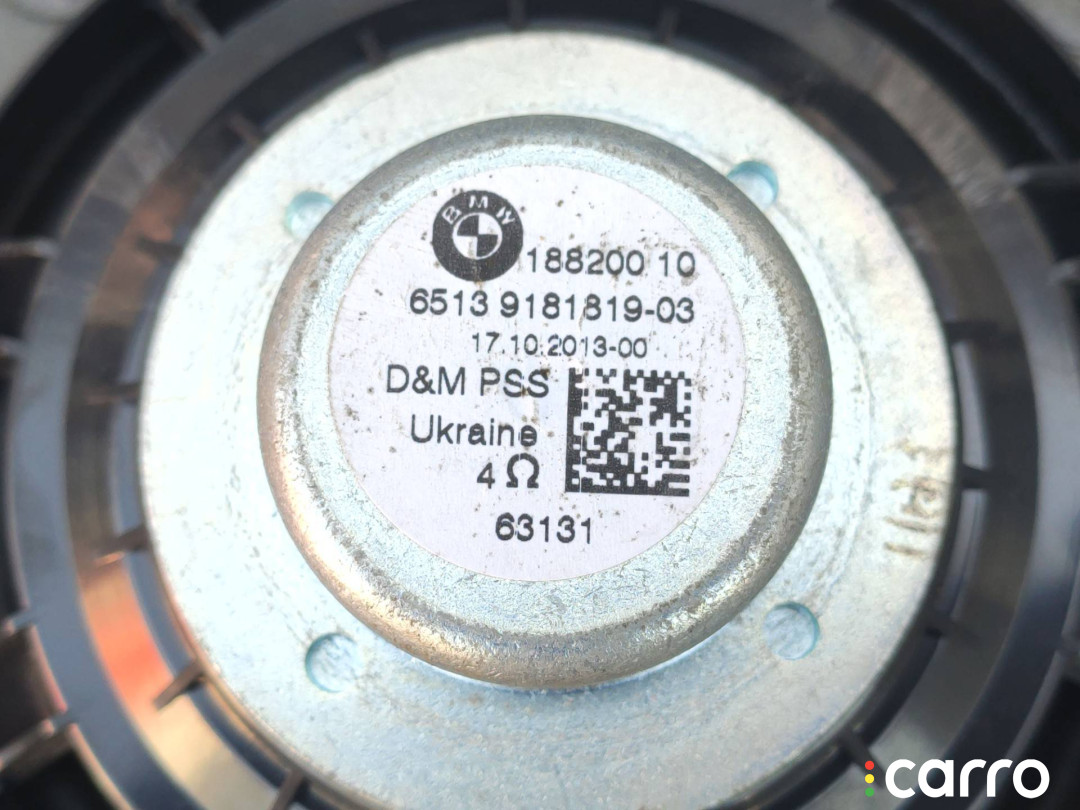 BMW
188200 10
6513 9181819-03
17.10.2013-00
D&M PSS
Ukraine
4 Ω
63131
carro